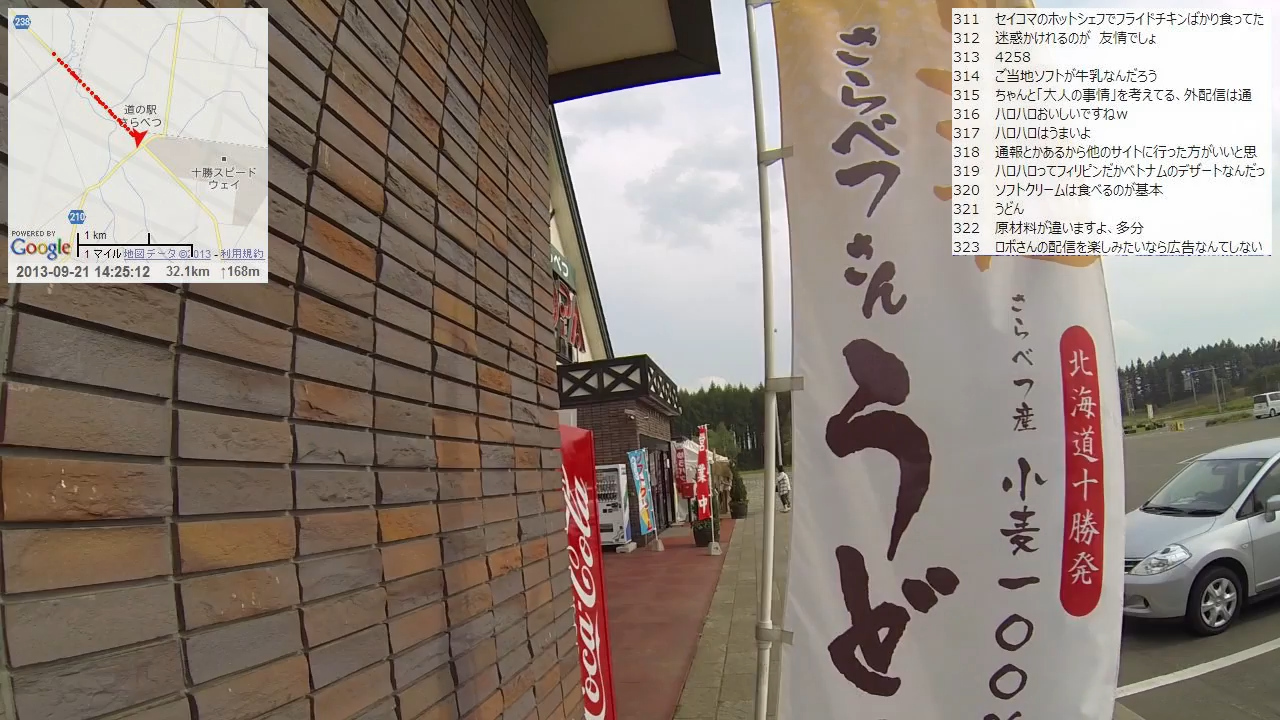 238
道の駅
さらべつ
十勝スピード
ウェイ
210
POWERED BY
Google
1 km
1 マイル
地図データ ©2013 - 利用規約
2013-09-21 14:25:12 32.1km ↑168m
311 セイコマのホットシェフでフライドチキンばかり食ってた
312 迷惑かけれるのが 友情でしょ
313 4258
314 ご当地ソフトが牛乳なんだろう
315 ちゃんと「大人の事情」を考えてる、外配信は通
316 ハロハロおいしいですねw
317 ハロハロはうまいよ
318 通報とかあるから他のサイトに行った方がいいと思
319 ハロハロってフィリピンだかベトナムのデザートなんだっ
320 ソフトクリームは食べるのが基本
321 うどん
322 原材料が違いますよ、多分
323 ロボさんの配信を楽しみたいなら広告なんてしない
さらべつさん
うど
さらべつ産
小麦一〇〇%
北海道十勝発
Coca-Cola
営業中